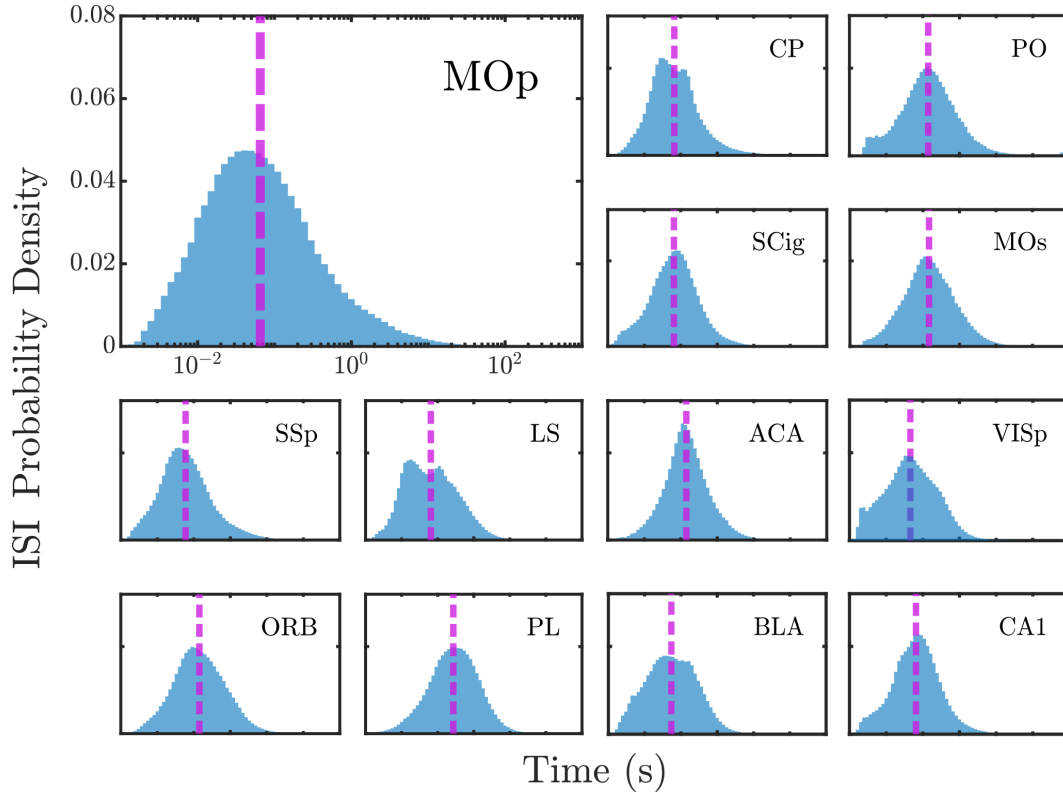 0.08
MOp
CP
PO
0.06
0.04
SCig
MOs
0.02
0
10^{-2}
10^{0}
10^{2}
ISI Probability Density
SSp
LS
ACA
VISp
ORB
PL
BLA
CA1
Time (s)